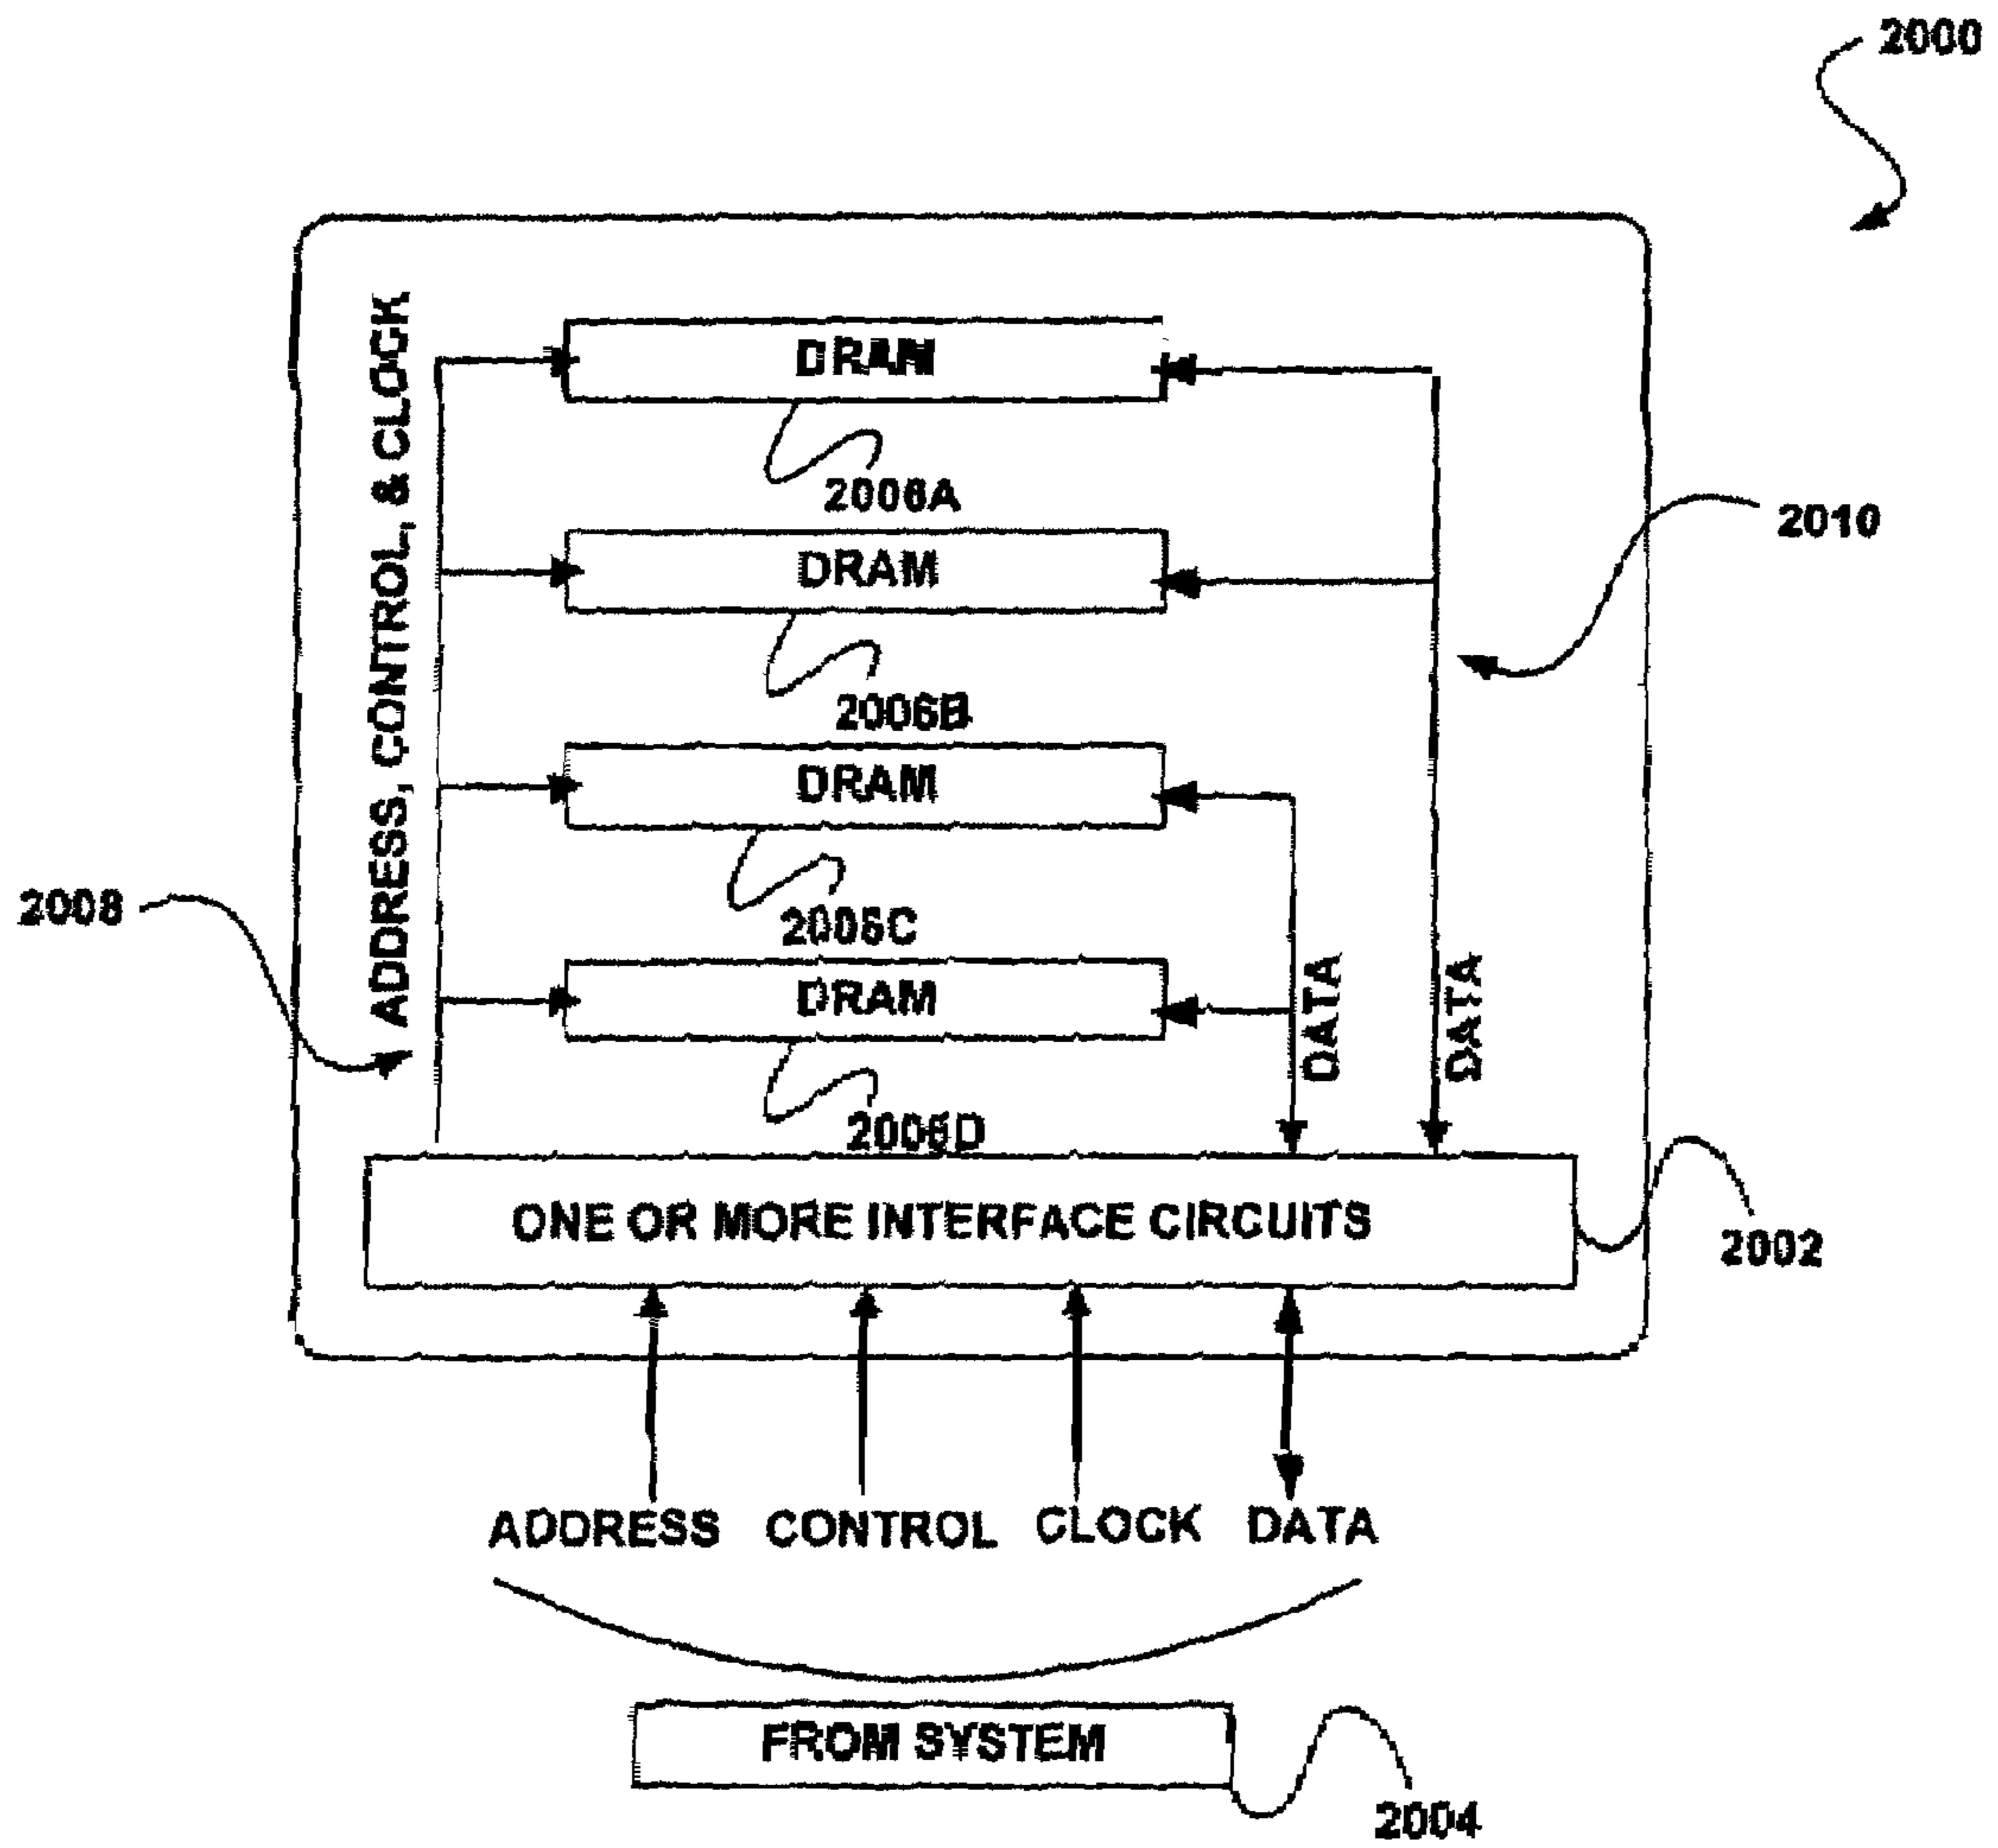 2000
ADDRESS, CONTROL, & CLOCK
DRAM
2006A
2010
DRAM
2006B
DRAM
2008
2006C
DRAM
DATA
DATA
2006D
ONE OR MORE INTERFACE CIRCUITS
2002
ADDRESS CONTROL CLOCK DATA
FROM SYSTEM
2004